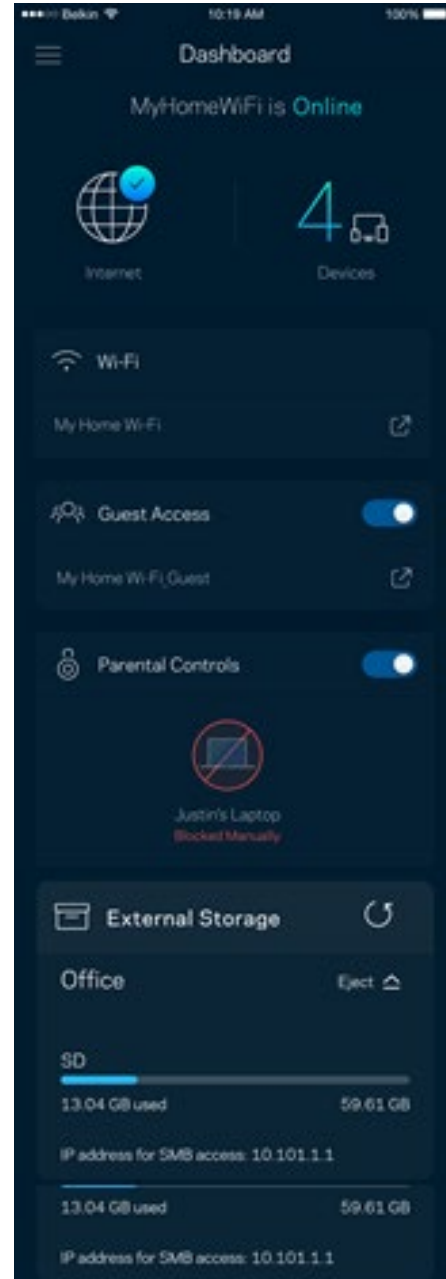 Belkin 10:19 AM 100%
Dashboard
MyHomeWiFi is Online
4
Internet Devices
Wi-Fi
My Home Wi-Fi
Guest Access
My Home Wi-Fi_Guest
Parental Controls
Justin's Laptop
Blocked Manually
External Storage
Office Eject
SD
13.04 GB used 59.61 GB
IP address for SMB access: 10.101.1.1
13.04 GB used 59.61 GB
IP address for SMB access: 10.101.1.1